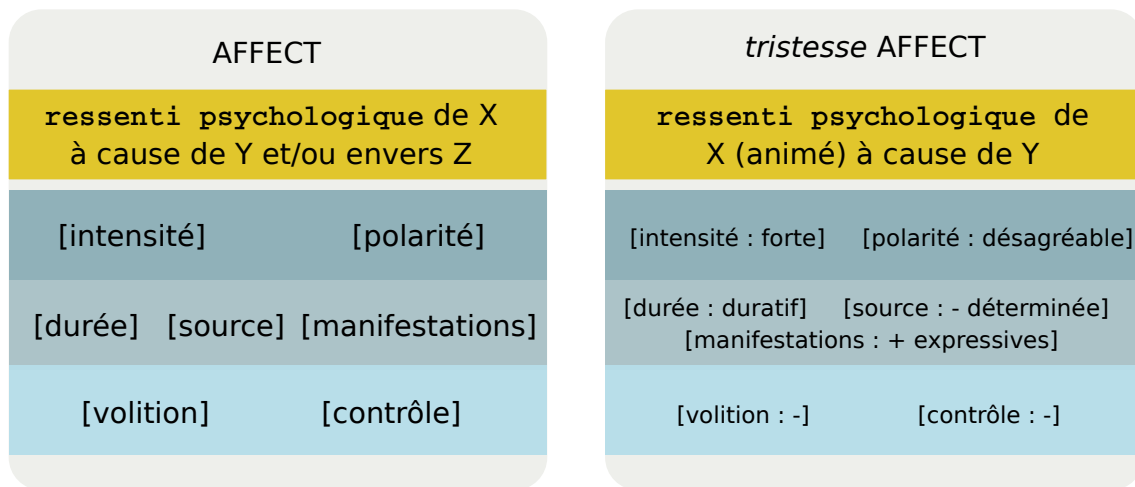 AFFECT
ressenti psychologique de X
à cause de Y et/ou envers Z
[intensité] [polarité]
[durée] [source] [manifestations]
[volition] [contrôle]
tristesse AFFECT
ressenti psychologique de
X (animé) à cause de Y
[intensité : forte] [polarité : désagréable]
[durée : duratif] [source : - déterminée]
[manifestations : + expressives]
[volition : -] [contrôle : -]